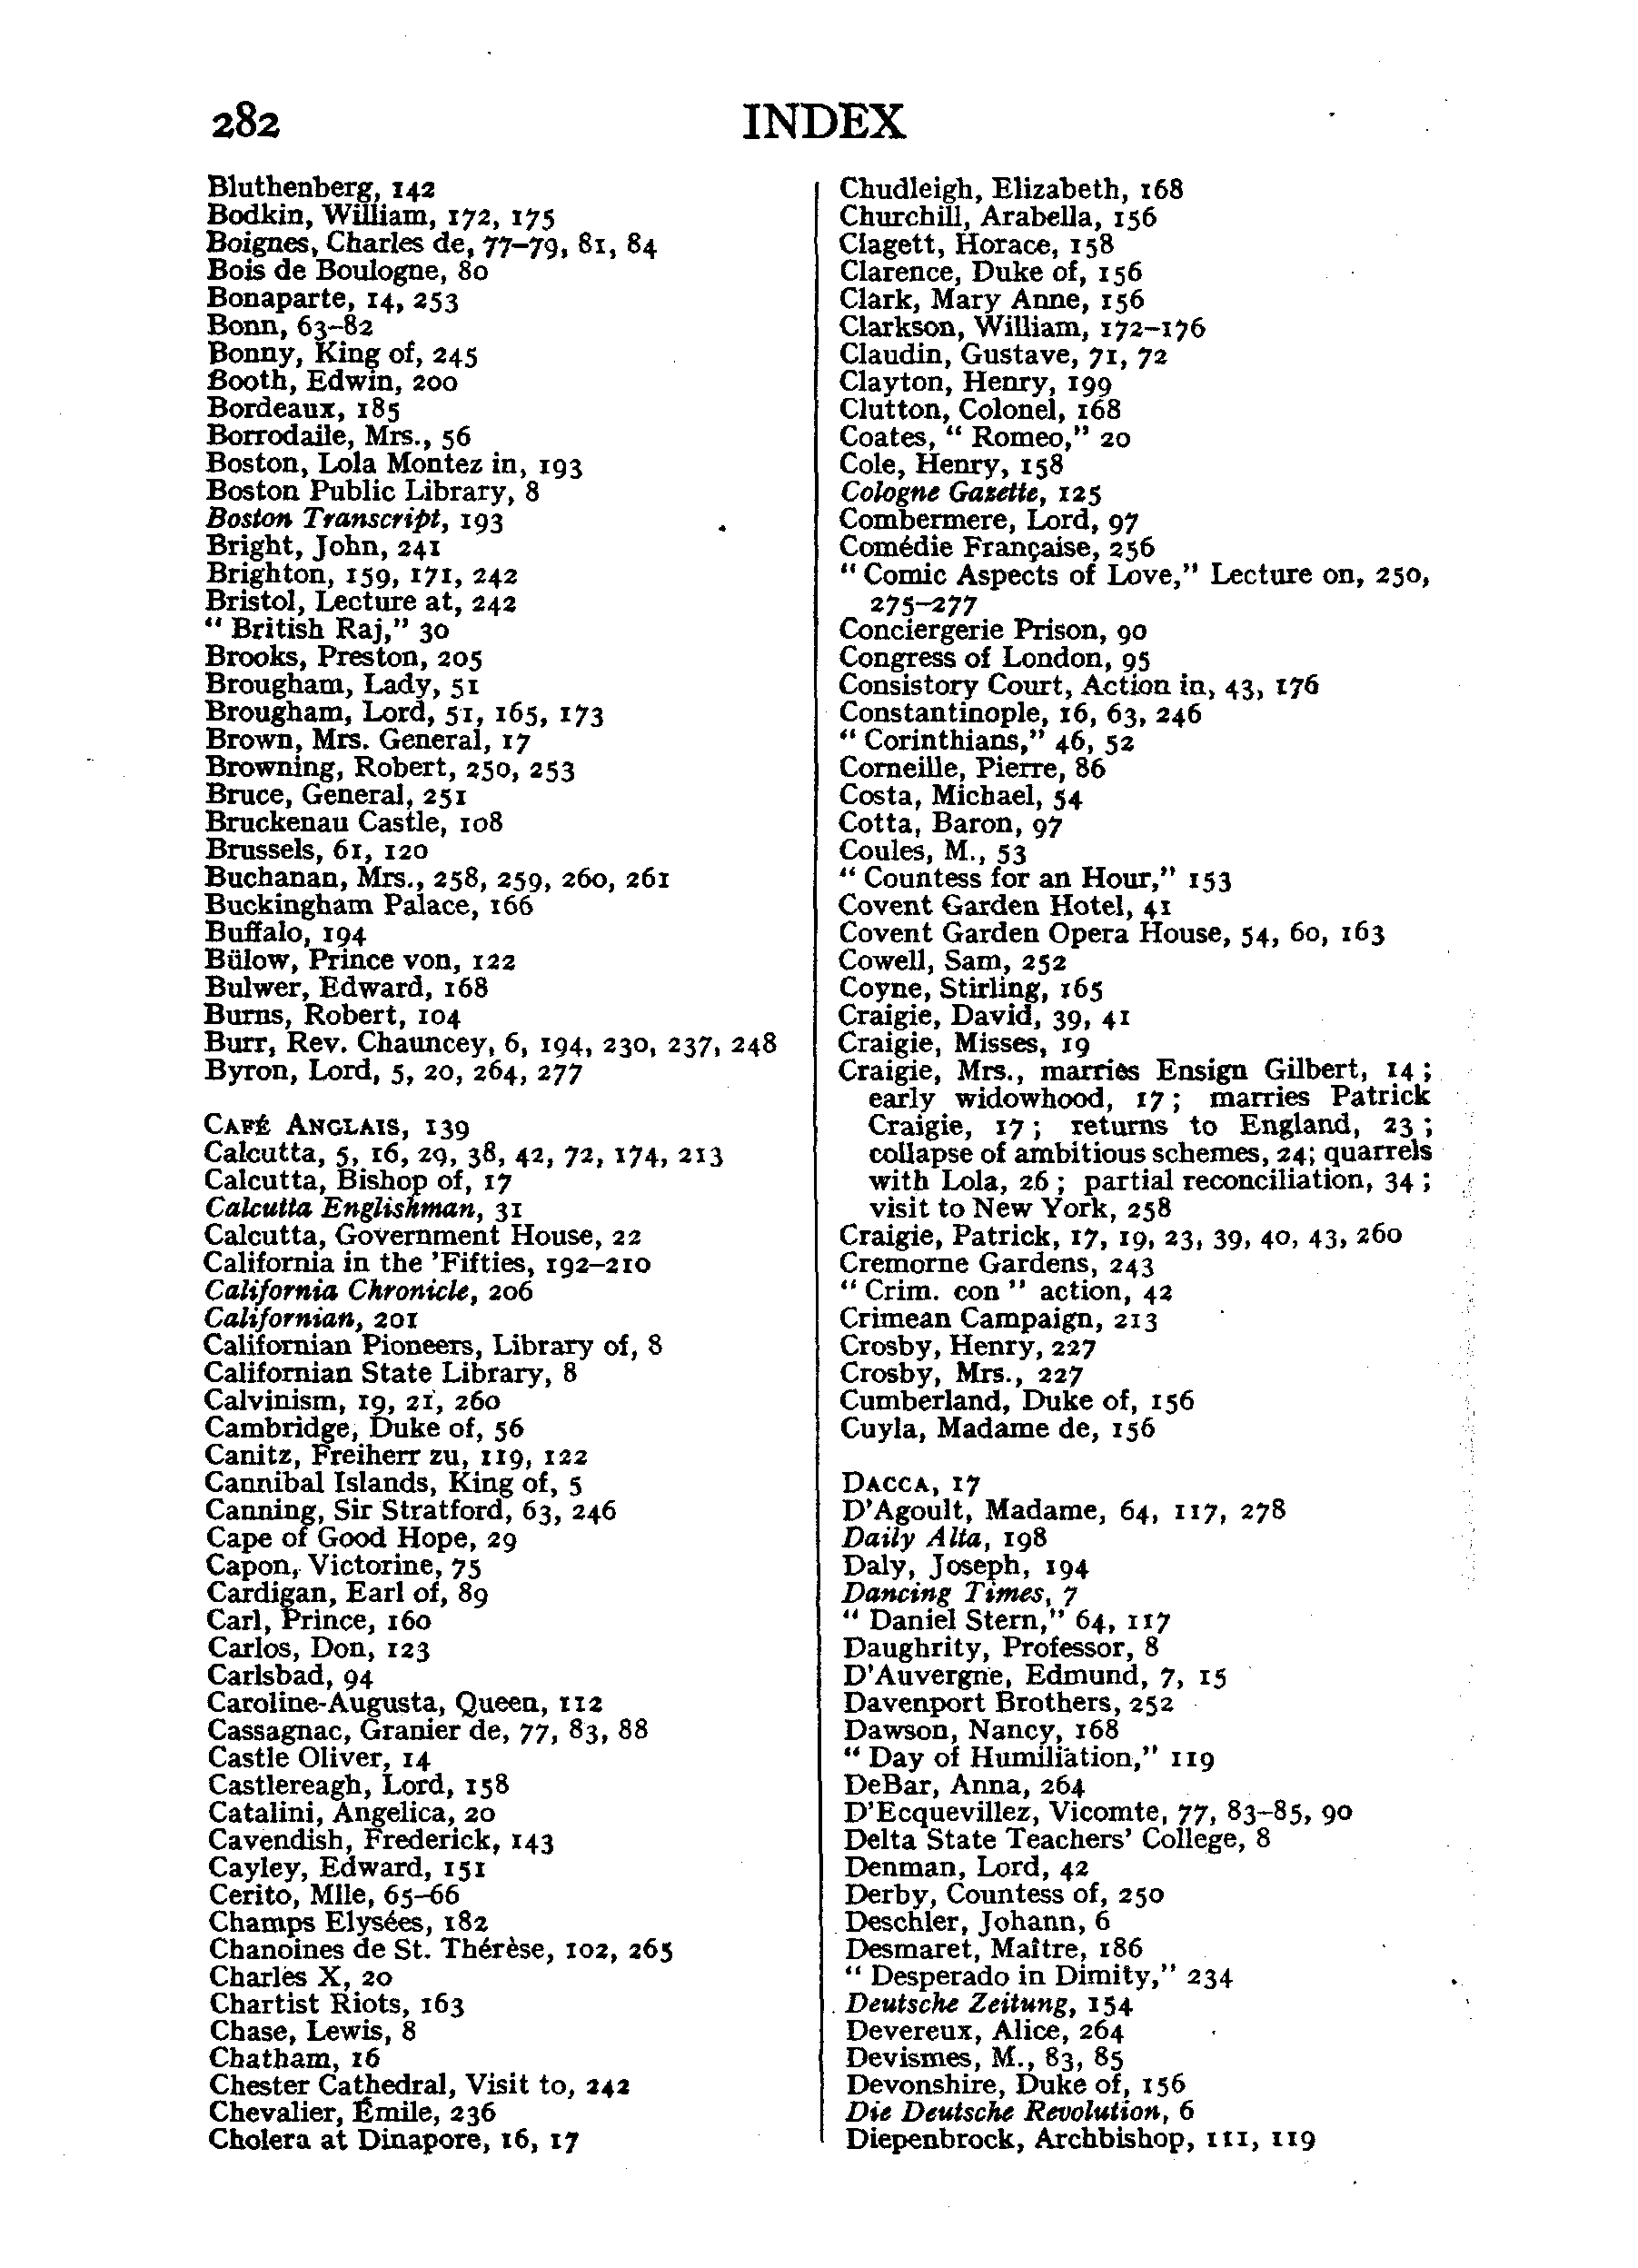 282 INDEX
Bluthenberg, 142
Bodkin, William, 172, 175
Boignes, Charles de, 77–79, 81, 84
Bois de Boulogne, 80
Bonaparte, 14, 253
Bonn, 63–82
Bonny, King of, 245
Booth, Edwin, 200
Bordeaux, 185
Borrodaile, Mrs., 56
Boston, Lola Montez in, 193
Boston Public Library, 8
Boston Transcript, 193
Bright, John, 241
Brighton, 159, 171, 242
Bristol, Lecture at, 242
“ British Raj,” 30
Brooks, Preston, 205
Brougham, Lady, 51
Brougham, Lord, 51, 165, 173
Brown, Mrs. General, 17
Browning, Robert, 250, 253
Bruce, General, 251
Bruckenau Castle, 108
Brussels, 61, 120
Buchanan, Mrs., 258, 259, 260, 261
Buckingham Palace, 166
Buffalo, 194
Bülow, Prince von, 122
Bulwer, Edward, 168
Burns, Robert, 104
Burr, Rev. Chauncey, 6, 194, 230, 237, 248
Byron, Lord, 5, 20, 264, 277
CAFÉ ANGLAIS, 139
Calcutta, 5, 16, 29, 38, 42, 72, 174, 213
Calcutta, Bishop of, 17
Calcutta Englishman, 31
Calcutta, Government House, 22
California in the ’Fifties, 192–210
California Chronicle, 206
Californian, 201
Californian Pioneers, Library of, 8
Californian State Library, 8
Calvinism, 19, 21, 260
Cambridge, Duke of, 56
Canitz, Freiherr zu, 119, 122
Cannibal Islands, King of, 5
Canning, Sir Stratford, 63, 246
Cape of Good Hope, 29
Capon, Victorine, 75
Cardigan, Earl of, 89
Carl, Prince, 160
Carlos, Don, 123
Carlsbad, 94
Caroline-Augusta, Queen, 112
Cassagnac, Granier de, 77, 83, 88
Castle Oliver, 14
Castlereagh, Lord, 158
Catalini, Angelica, 20
Cavendish, Frederick, 143
Cayley, Edward, 151
Cerito, Mlle, 65–66
Champs Elysées, 182
Chanoines de St. Thérèse, 102, 265
Charles X, 20
Chartist Riots, 163
Chase, Lewis, 8
Chatham, 16
Chester Cathedral, Visit to, 242
Chevalier, Émile, 236
Cholera at Dinapore, 16, 17
Chudleigh, Elizabeth, 168
Churchill, Arabella, 156
Clagett, Horace, 158
Clarence, Duke of, 156
Clark, Mary Anne, 156
Clarkson, William, 172–176
Claudin, Gustave, 71, 72
Clayton, Henry, 199
Clutton, Colonel, 168
Coates, “ Romeo,” 20
Cole, Henry, 158
Cologne Gazette, 125
Combermere, Lord, 97
Comédie Française, 256
“ Comic Aspects of Love,” Lecture on, 250,
275–277
Conciergerie Prison, 90
Congress of London, 95
Consistory Court, Action in, 43, 176
Constantinople, 16, 63, 246
“ Corinthians,” 46, 52
Corneille, Pierre, 86
Costa, Michael, 54
Cotta, Baron, 97
Coules, M., 53
“ Countess for an Hour,” 153
Covent Garden Hotel, 41
Covent Garden Opera House, 54, 60, 163
Cowell, Sam, 252
Coyne, Stirling, 165
Craigie, David, 39, 41
Craigie, Misses, 19
Craigie, Mrs., marries Ensign Gilbert, 14 ;
early widowhood, 17 ; marries Patrick
Craigie, 17 ; returns to England, 23 ;
collapse of ambitious schemes, 24; quarrels
with Lola, 26 ; partial reconciliation, 34 ;
visit to New York, 258
Craigie, Patrick, 17, 19, 23, 39, 40, 43, 260
Cremorne Gardens, 243
“ Crim. con ” action, 42
Crimean Campaign, 213
Crosby, Henry, 227
Crosby, Mrs., 227
Cumberland, Duke of, 156
Cuyla, Madame de, 156
DACCA, 17
D’Agoult, Madame, 64, 117, 278
Daily Alta, 198
Daly, Joseph, 194
Dancing Times, 7
“ Daniel Stern,” 64, 117
Daughrity, Professor, 8
D’Auvergne, Edmund, 7, 15
Davenport Brothers, 252
Dawson, Nancy, 168
“ Day of Humiliation,” 119
DeBar, Anna, 264
D’Ecquevillez, Vicomte, 77, 83–85, 90
Delta State Teachers’ College, 8
Denman, Lord, 42
Derby, Countess of, 250
Deschler, Johann, 6
Desmaret, Maître, 186
“ Desperado in Dimity,” 234
Deutsche Zeitung, 154
Devereux, Alice, 264
Devismes, M., 83, 85
Devonshire, Duke of, 156
Die Deutsche Revolution, 6
Diepenbrock, Archbishop, 111, 119